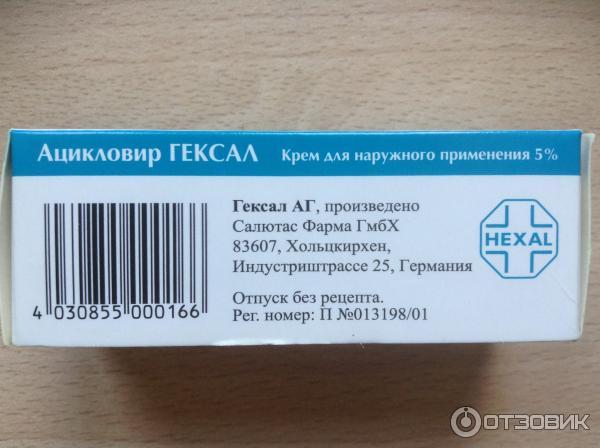 Ацикловир ГЕКСАЛ Крем для наружного применения 5%
Гексал АГ, произведено
Салютас Фарма ГмбХ
83607, Хольцкирхен,
Индустриштрассе 25, Германия
HEXAL
Отпуск без рецепта.
Рег. номер: П №013198/01
4 030855 000166
ОТЗОВИК